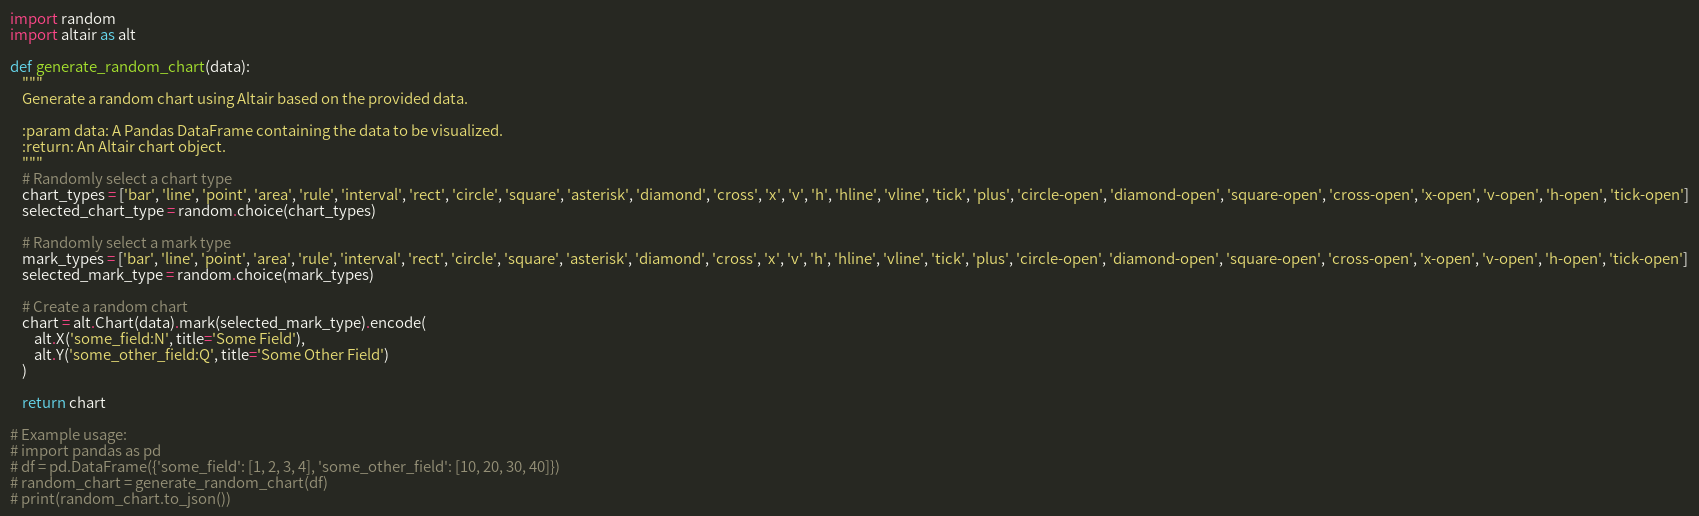 import random
import altair as alt

def generate_random_chart(data):
    """
    Generate a random chart using Altair based on the provided data.

    :param data: A Pandas DataFrame containing the data to be visualized.
    :return: An Altair chart object.
    """
    # Randomly select a chart type
    chart_types = ['bar', 'line', 'point', 'area', 'rule', 'interval', 'rect', 'circle', 'square', 'asterisk', 'diamond', 'cross', 'x', 'v', 'h', 'hline', 'vline', 'tick', 'plus', 'circle-open', 'diamond-open', 'square-open', 'cross-open', 'x-open', 'v-open', 'h-open', 'tick-open']
    selected_chart_type = random.choice(chart_types)

    # Randomly select a mark type
    mark_types = ['bar', 'line', 'point', 'area', 'rule', 'interval', 'rect', 'circle', 'square', 'asterisk', 'diamond', 'cross', 'x', 'v', 'h', 'hline', 'vline', 'tick', 'plus', 'circle-open', 'diamond-open', 'square-open', 'cross-open', 'x-open', 'v-open', 'h-open', 'tick-open']
    selected_mark_type = random.choice(mark_types)

    # Create a random chart
    chart = alt.Chart(data).mark(selected_mark_type).encode(
        alt.X('some_field:N', title='Some Field'),
        alt.Y('some_other_field:Q', title='Some Other Field')
    )

    return chart

# Example usage:
# import pandas as pd
# df = pd.DataFrame({'some_field': [1, 2, 3, 4], 'some_other_field': [10, 20, 30, 40]})
# random_chart = generate_random_chart(df)
# print(random_chart.to_json())